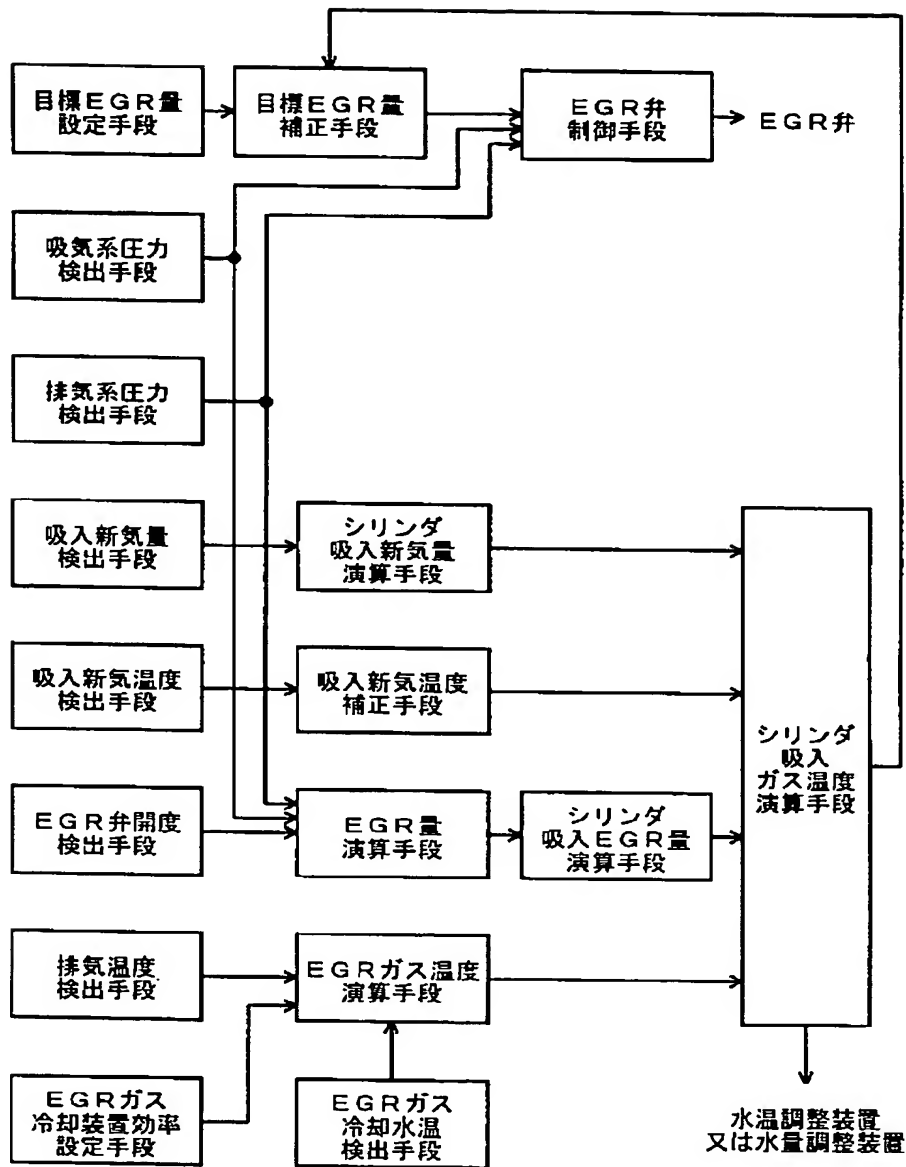 目標EGR量
設定手段
目標EGR量
補正手段
EGR弁
制御手段
EGR弁
吸気系圧力
検出手段
排気系圧力
検出手段
吸入新気量
検出手段
シリンダ
吸入新気量
演算手段
吸入新気温度
検出手段
吸入新気温度
補正手段
シリンダ
吸入
ガス温度
演算手段
EGR弁開度
検出手段
EGR量
演算手段
シリンダ
吸入EGR量
演算手段
排気温度
検出手段
EGRガス温度
演算手段
EGRガス
冷却装置効率
設定手段
EGRガス
冷却水温
検出手段
水温調整装置
又は水量調整装置